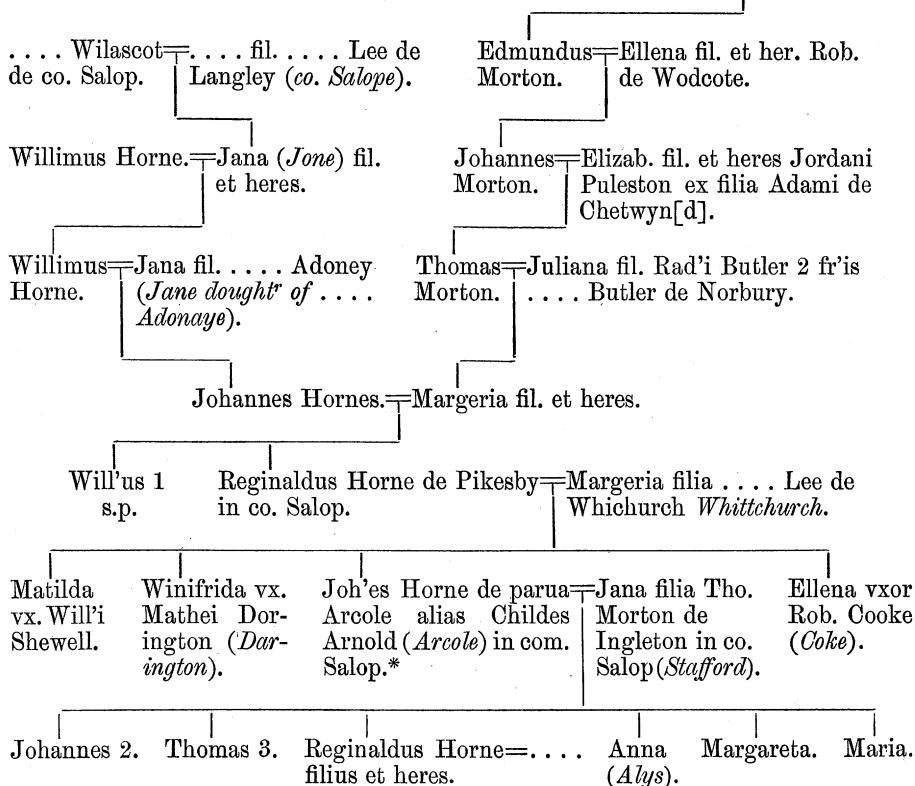 . . . . Wilascot=. . . . fil. . . . . . Lee de
de co. Salop. Langley (co. Salope).
Edmundus=Ellena fil. et her. Rob.
Morton. de Wodcote.
Willimus Horne.=Jana (Jone) fil.
et heres.
Johannes=Elizab. fil. et heres Jordani
Morton. Puleston ex filia Adami de
Chetwyn[d].
Willimus=Jana fil. . . . . . Adoney
Horne. (Jane doughtʳ of . . . .
Adonaye).
Thomas=Juliana fil. Rad'i Butler 2 fr'is
Morton. . . . . Butler de Norbury.
Johannes Hornes.=Margeria fil. et heres.
Will'us 1
s.p.
Reginaldus Horne de Pikesby=Margeria filia . . . . Lee de
in co. Salop. Whichurch Whittchurch.
Matilda
vx. Will'i
Shewell.
Winifrida vx.
Mathei Dor-
ington (Dar-
ington).
Joh'es Horne de parua=Jana filia Tho.
Arcole alias Childes Morton de
Arnold (Arcole) in com. Ingleton in co.
Salop.* Salop (Stafford).
Ellena vxor
Rob. Cooke
(Coke).
Johannes 2. Thomas 3. Reginaldus Horne=. . . . Anna Margareta. Maria.
filius et heres. (Alys).